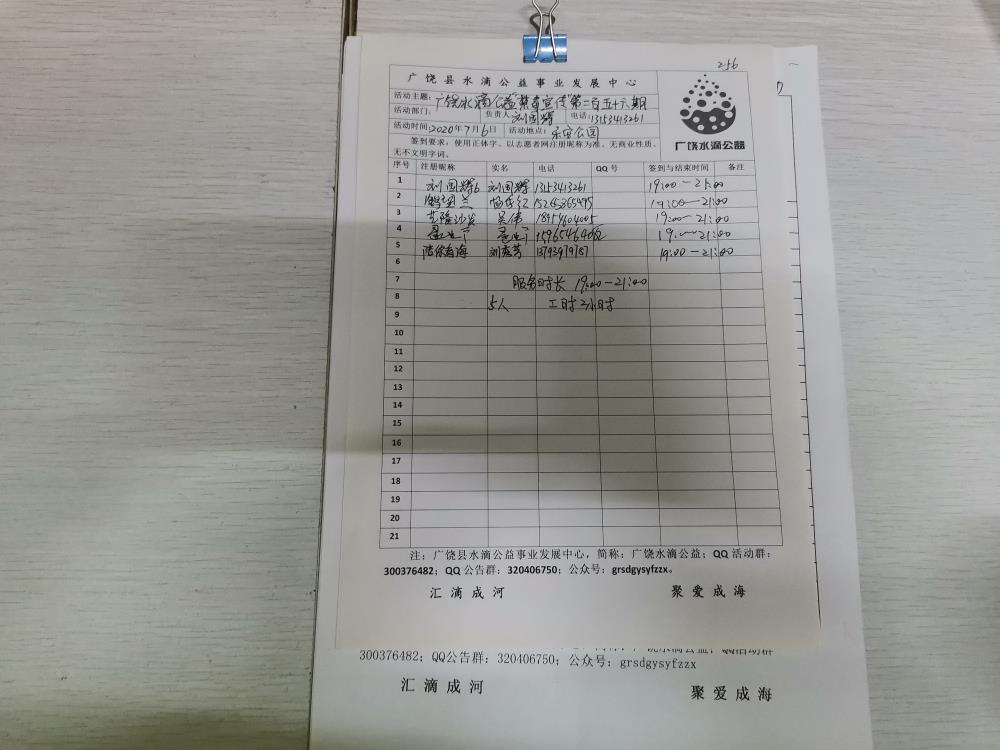 256
广饶县水滴公益事业发展中心
活动主题：广饶水滴公益"禁毒宣传"第二百五十六期
活动部门： 负责人：刘国辉 电话：13153413261
活动时间：2020年7月6日 活动地点：乐安公园
签到要求：使用正体字、以志愿者网注册昵称为准、无商业性质、
无不文明字词。
广饶水滴公益
序号 注册昵称 实名 电话 QQ号 签到与结束时间 备注
1 刘国辉6 刘国辉 13153413261 19:00-21:00
2 15265365495 19:00-21:00
3 吴伟 18954604005 19:00-21:00
4 19:00-21:00
5 刘 13793979757 19:00-21:00
6
7 服务时长 19:00-21:00
8 5人 工时2小时
9
10
11
12
13
14
15
16
17
18
19
20
21
注：广饶县水滴公益事业发展中心，简称：广饶水滴公益；QQ活动群：
300376482；QQ公告群：320406750；公众号：grsdgysyfzzx。
汇滴成河 聚爱成海
300376482；QQ公告群：320406750；公众号：grsdgysyfzzx
汇滴成河 聚爱成海